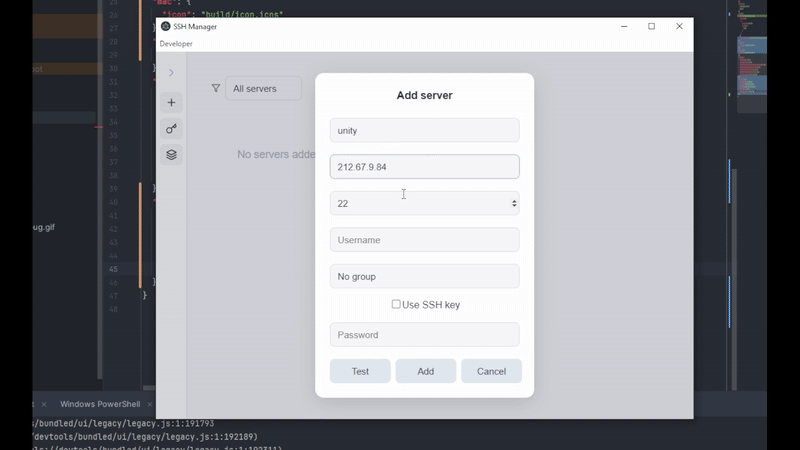 25
"mac": {
26
"icon": "build/icon.icns"
27
28
29
30
31
32
33
34
35
36
37
38
39
40
41
42
43
44
45
46
47
}
48
SSH Manager
Developer
All servers
No servers adde
Add server
unity
212.67.9.84
22
Username
No group
Use SSH key
Password
Test
Add
Cancel
ug.gif
Windows PowerShell
s/bundled/ui/legacy/legacy.js:1:191793
/devtools/bundled/ui/legacy/legacy.js:1:192189)